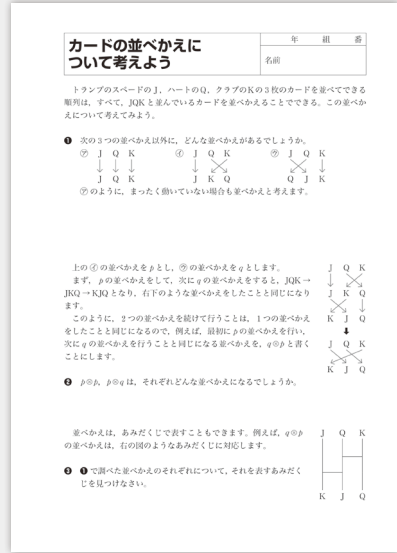 カードの並べかえに
ついて考えよう
年 組 番
名前
トランプのスペードのJ,ハートのQ,クラブのKの3枚のカードを並べてできる
順列は,すべて,JQKと並んでいるカードを並べかえることでできる。この並べか
えについて考えてみよう。
❶ 次の3つの並べかえ以外に,どんな並べかえがあるでしょうか。
㋐ J Q K ㋑ J Q K ㋒ J Q K
J Q K J K Q Q J K
㋐のように,まったく動いていない場合も並べかえと考えます。
上の㋑の並べかえをpとし,㋒の並べかえをqとします。
まず,pの並べかえをして,次にqの並べかえをすると,JQK→
JKQ→KJQとなり,右下のような並べかえをしたことと同じになり
ます。
このように,2つの並べかえを続けて行うことは,1つの並べかえ
をしたことと同じになるので,例えば,最初にpの並べかえを行い,
次にqの並べかえを行うことと同じになる並べかえを,q⊗pと書く
ことにします。
J Q K
J K Q
K J Q
J Q K
K J Q
❷ p⊗p,p⊗qは,それぞれどんな並べかえになるでしょうか。
並べかえは,あみだくじで表すこともできます。例えば,q⊗p
の並べかえは,右の図のようなあみだくじに対応します。
❸ ❶で調べた並べかえのそれぞれについて,それを表すあみだく
じを見つけなさい。
J Q K
K J Q